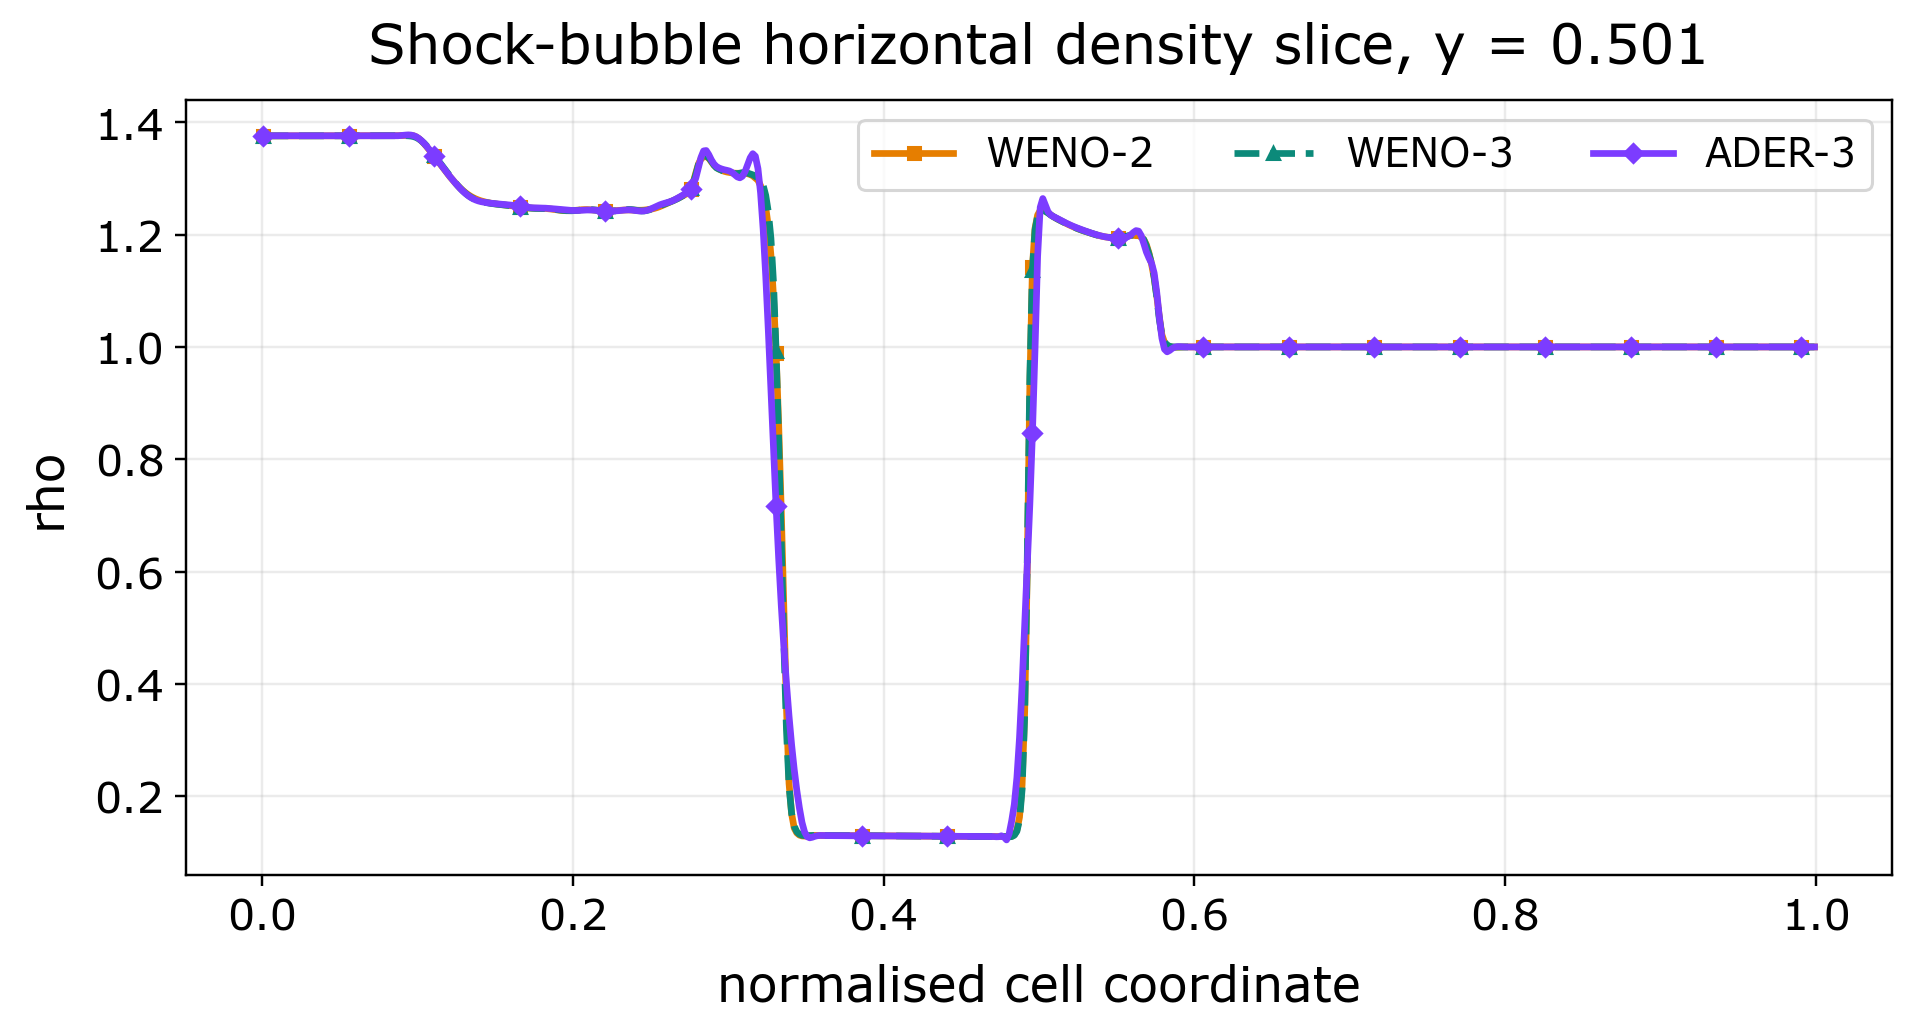 Shock-bubble horizontal density slice, y = 0.501
WENO-2 WENO-3 ADER-3
1.4
1.2
1.0
0.8
0.6
0.4
0.2
rho
0.0 0.2 0.4 0.6 0.8 1.0
normalised cell coordinate